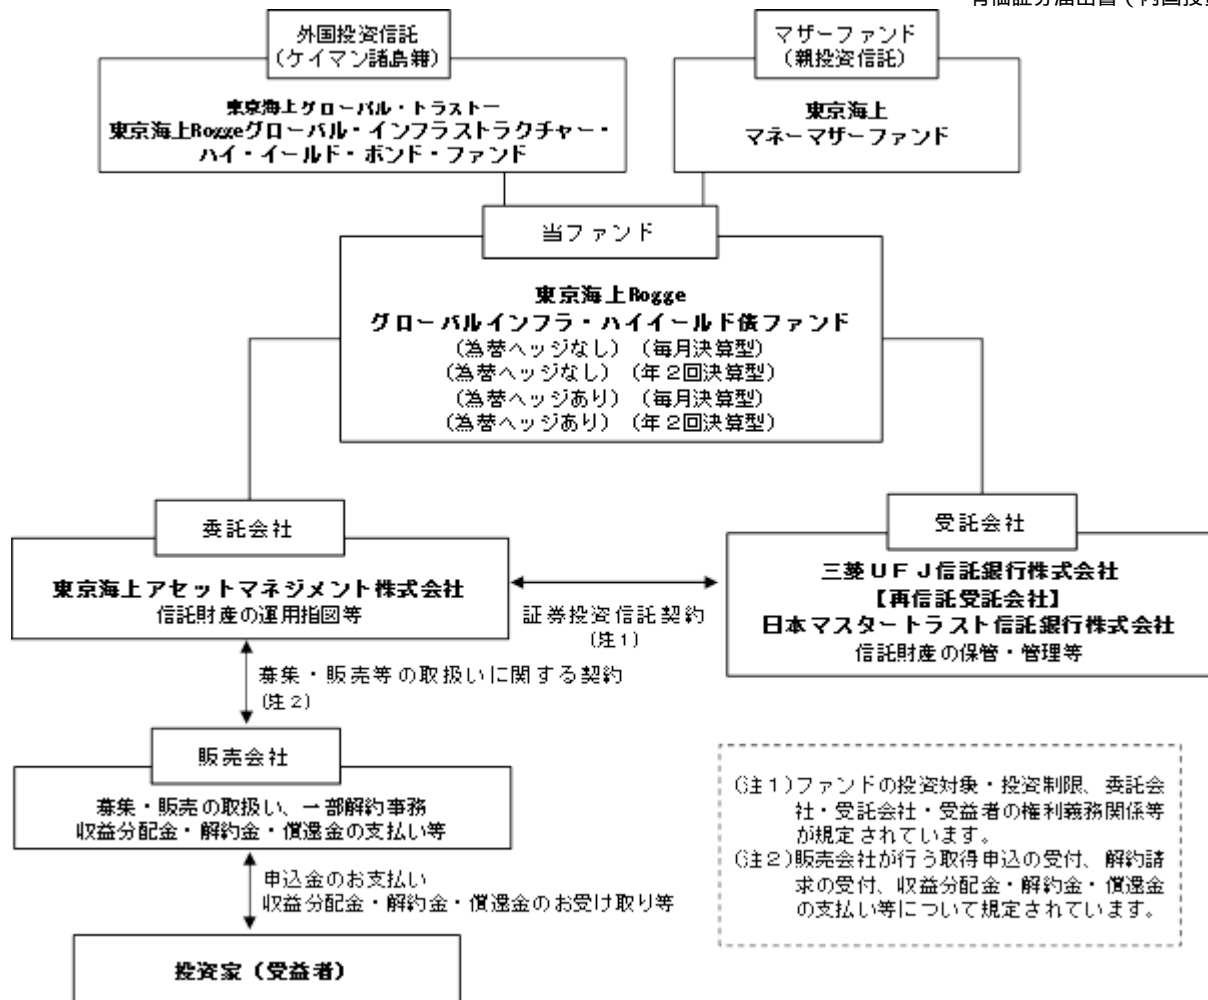 外国投資信託
(ケイマン諸島籍)
東京海上グローバル・トラスト－
東京海上Roggeグローバル・インフラストラクチャー・
ハイ・イールド・ボンド・ファンド
マザーファンド
(親投資信託)
東京海上
マネーマザーファンド
当ファンド
東京海上Rogge
グローバルインフラ・ハイイールド債ファンド
(為替ヘッジなし) (毎月決算型)
(為替ヘッジなし) (年2回決算型)
(為替ヘッジあり) (毎月決算型)
(為替ヘッジあり) (年2回決算型)
委託会社
東京海上アセットマネジメント株式会社
信託財産の運用指図等
証券投資信託契約
(注1)
受託会社
三菱UFJ信託銀行株式会社
【再信託受託会社】
日本マスタートラスト信託銀行株式会社
信託財産の保管・管理等
募集・販売等の取扱いに関する契約
(注2)
販売会社
募集・販売の取扱い、一部解約事務
収益分配金・解約金・償還金の支払い等
申込金のお支払い
収益分配金・解約金・償還金のお受け取り等
投資家(受益者)
(注1)ファンドの投資対象・投資制限、委託会
社・受託会社・受益者の権利義務関係等
が規定されています。
(注2)販売会社が行う取得申込の受付、解約請
求の受付、収益分配金・解約金・償還金
の支払い等について規定されています。